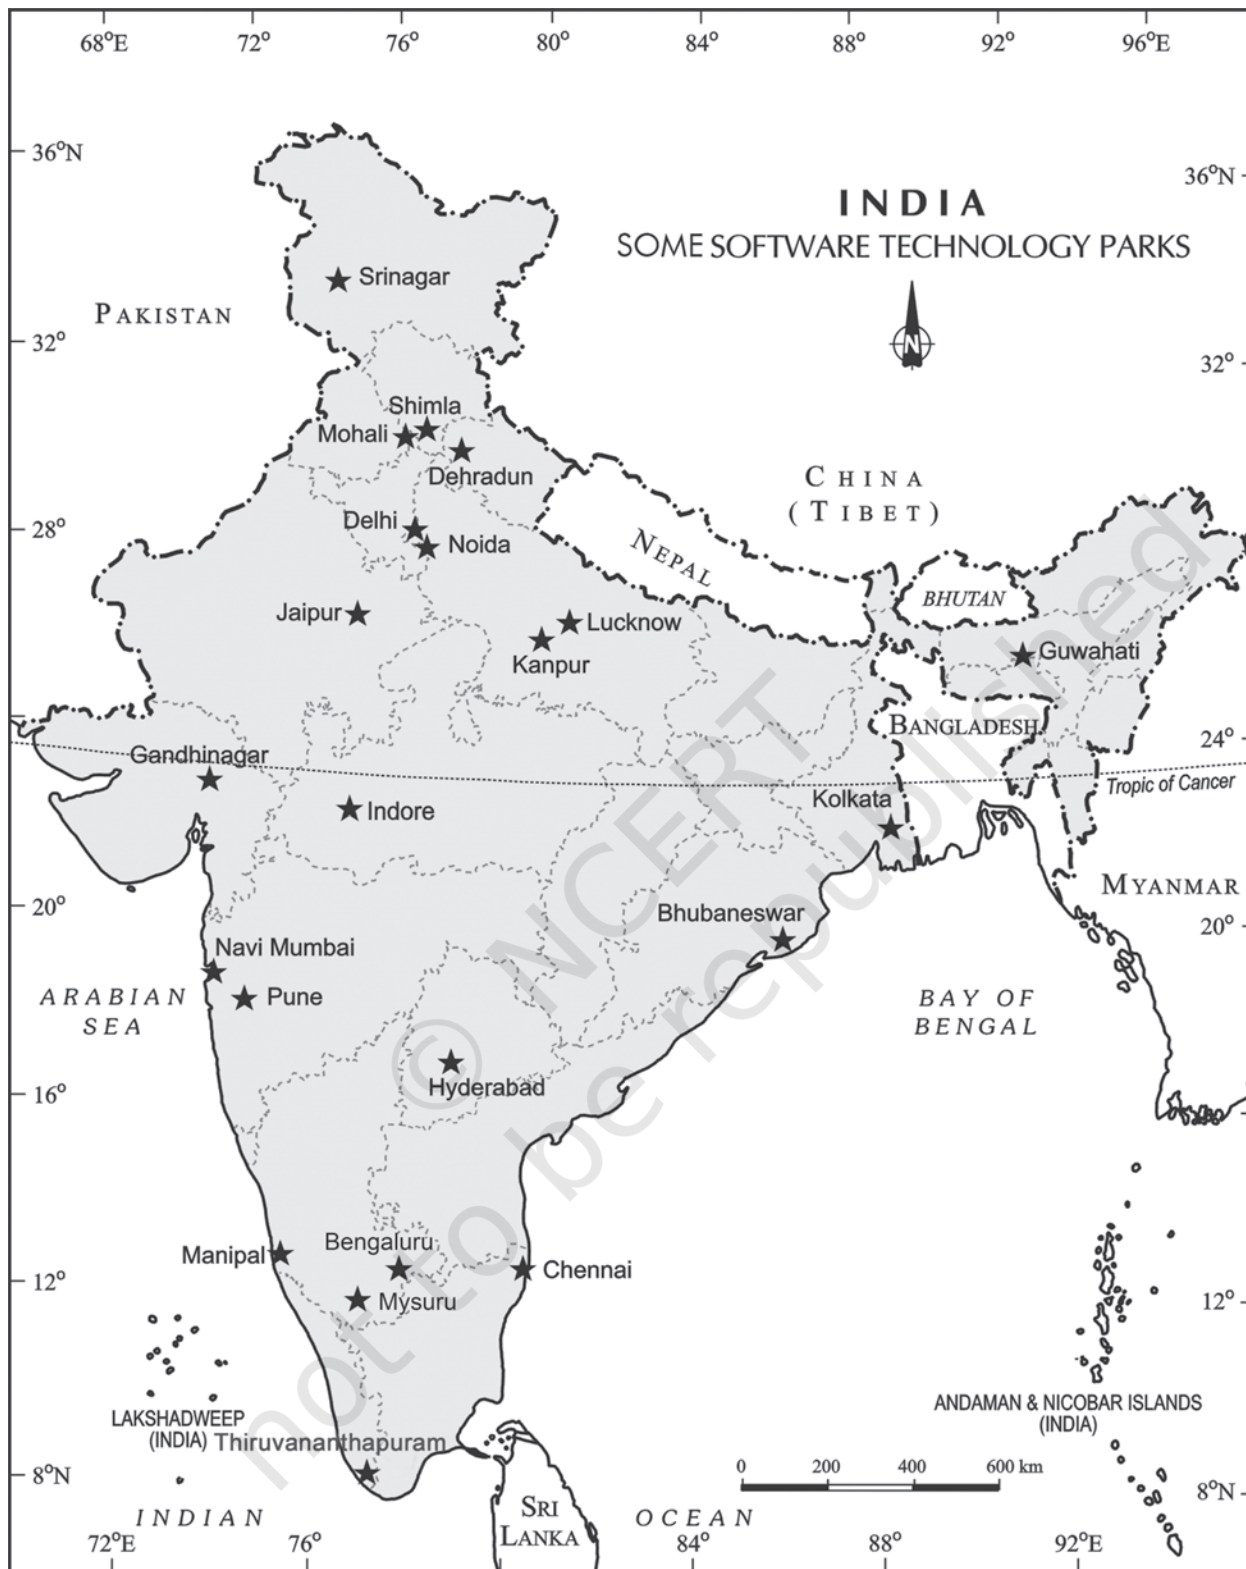 68°E 72° 76° 80° 84° 88° 92° 96°E
36°N
36°N
INDIA
SOME SOFTWARE TECHNOLOGY PARKS
N
Srinagar
PAKISTAN
32°
32°
Shimla
Mohali
Dehradun
CHINA
(TIBET)
Delhi
28°
Noida
NEPAL
BHUTAN
Jaipur
Lucknow
Kanpur
Guwahati
BANGLADESH
24°
Gandhinagar
Tropic of Cancer
Kolkata
Indore
MYANMAR
20°
Bhubaneswar
20°
Navi Mumbai
Pune
ARABIAN
SEA
BAY OF
BENGAL
Hyderabad
16°
Manipal
Bengaluru
Chennai
12°
Mysuru
12°
LAKSHADWEEP
(INDIA)
ANDAMAN & NICOBAR ISLANDS
(INDIA)
Thiruvananthapuram
0 200 400 600 km
8°N
8°N
SRI
LANKA
INDIAN OCEAN
72°E 76° 84° 88° 92°E
© NCERT
not to be republished